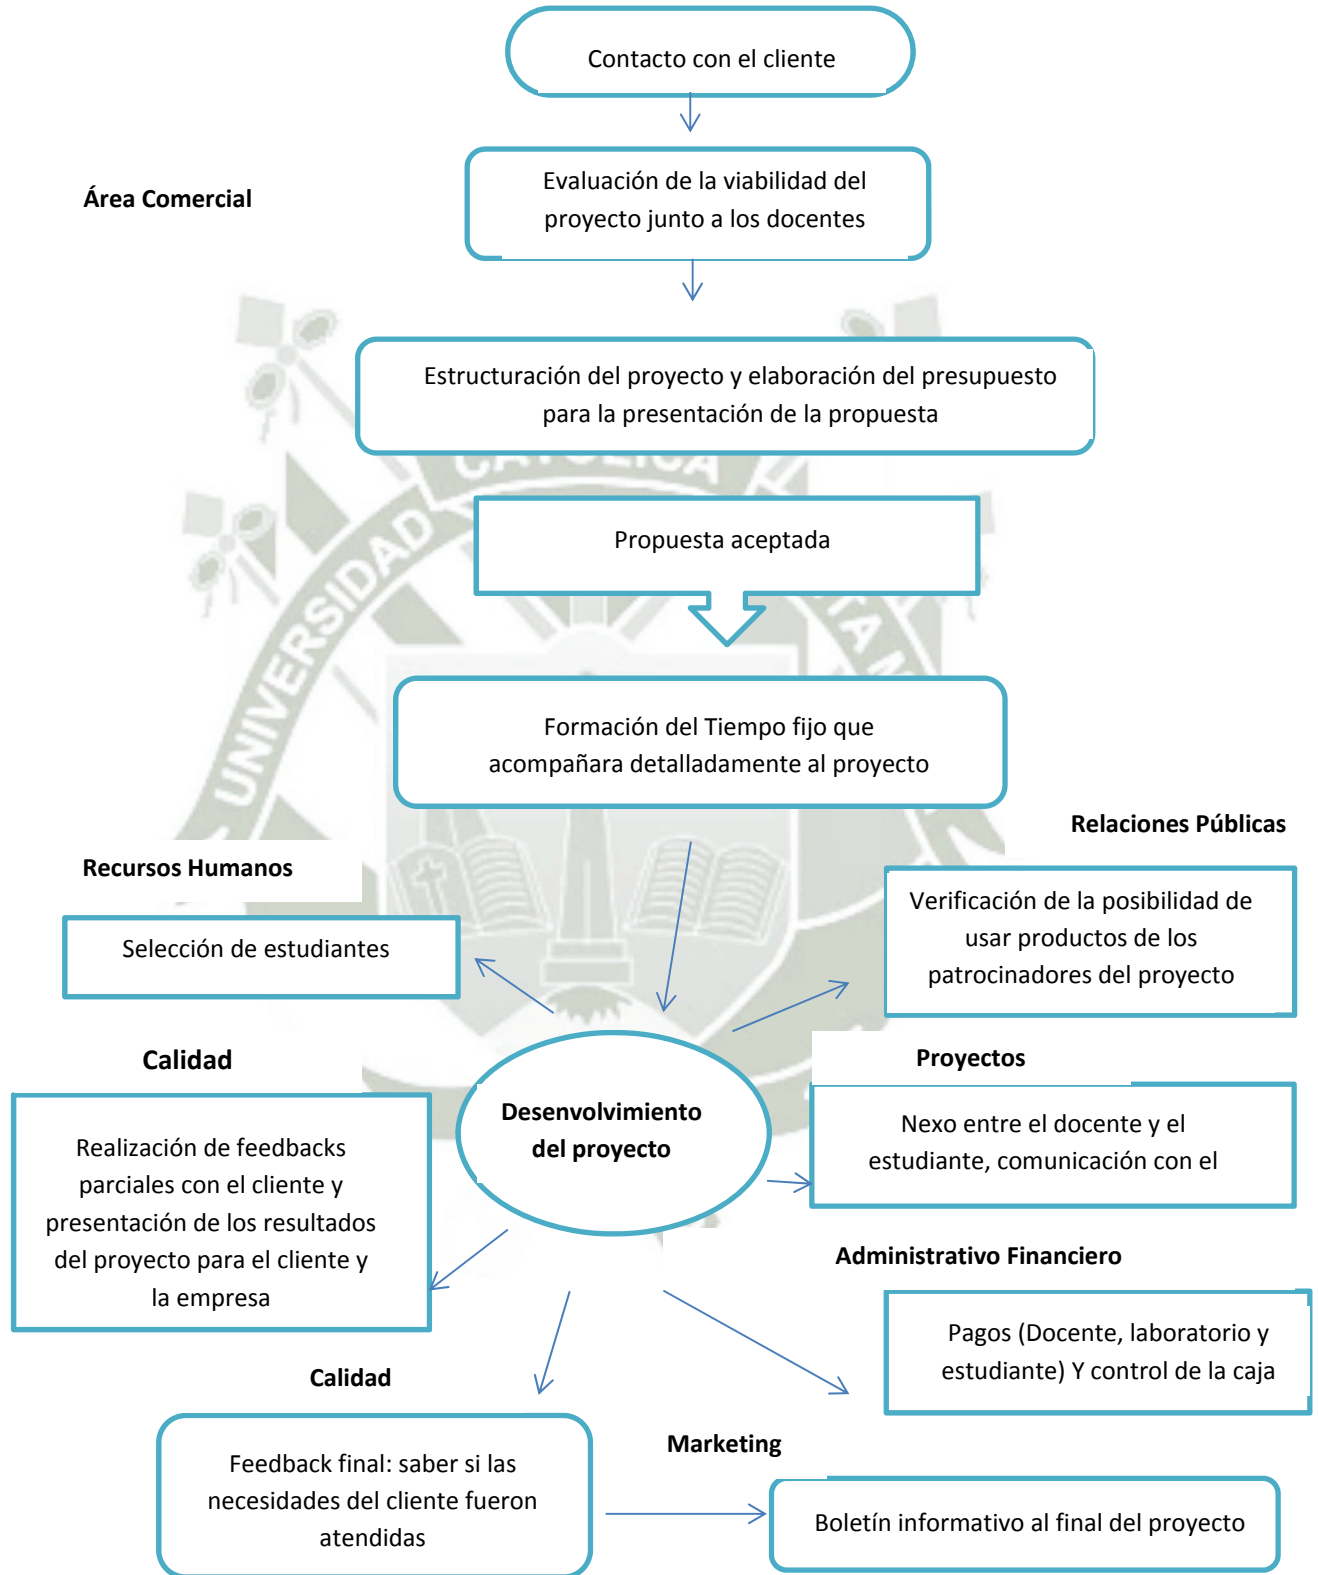 Contacto con el cliente
Área Comercial
Evaluación de la viabilidad del
proyecto junto a los docentes
Estructuración del proyecto y elaboración del presupuesto
para la presentación de la propuesta
Propuesta aceptada
Formación del Tiempo fijo que
acompañara detalladamente al proyecto
Relaciones Públicas
Recursos Humanos
Verificación de la posibilidad de
usar productos de los
patrocinadores del proyecto
Selección de estudiantes
Calidad
Proyectos
Desenvolvimiento
del proyecto
Nexo entre el docente y el
estudiante, comunicación con el
Realización de feedbacks
parciales con el cliente y
presentación de los resultados
del proyecto para el cliente y
la empresa
Administrativo Financiero
Pagos (Docente, laboratorio y
estudiante) Y control de la caja
Calidad
Marketing
Feedback final: saber si las
necesidades del cliente fueron
atendidas
Boletín informativo al final del proyecto
UNIVERSIDAD
CATOLICA